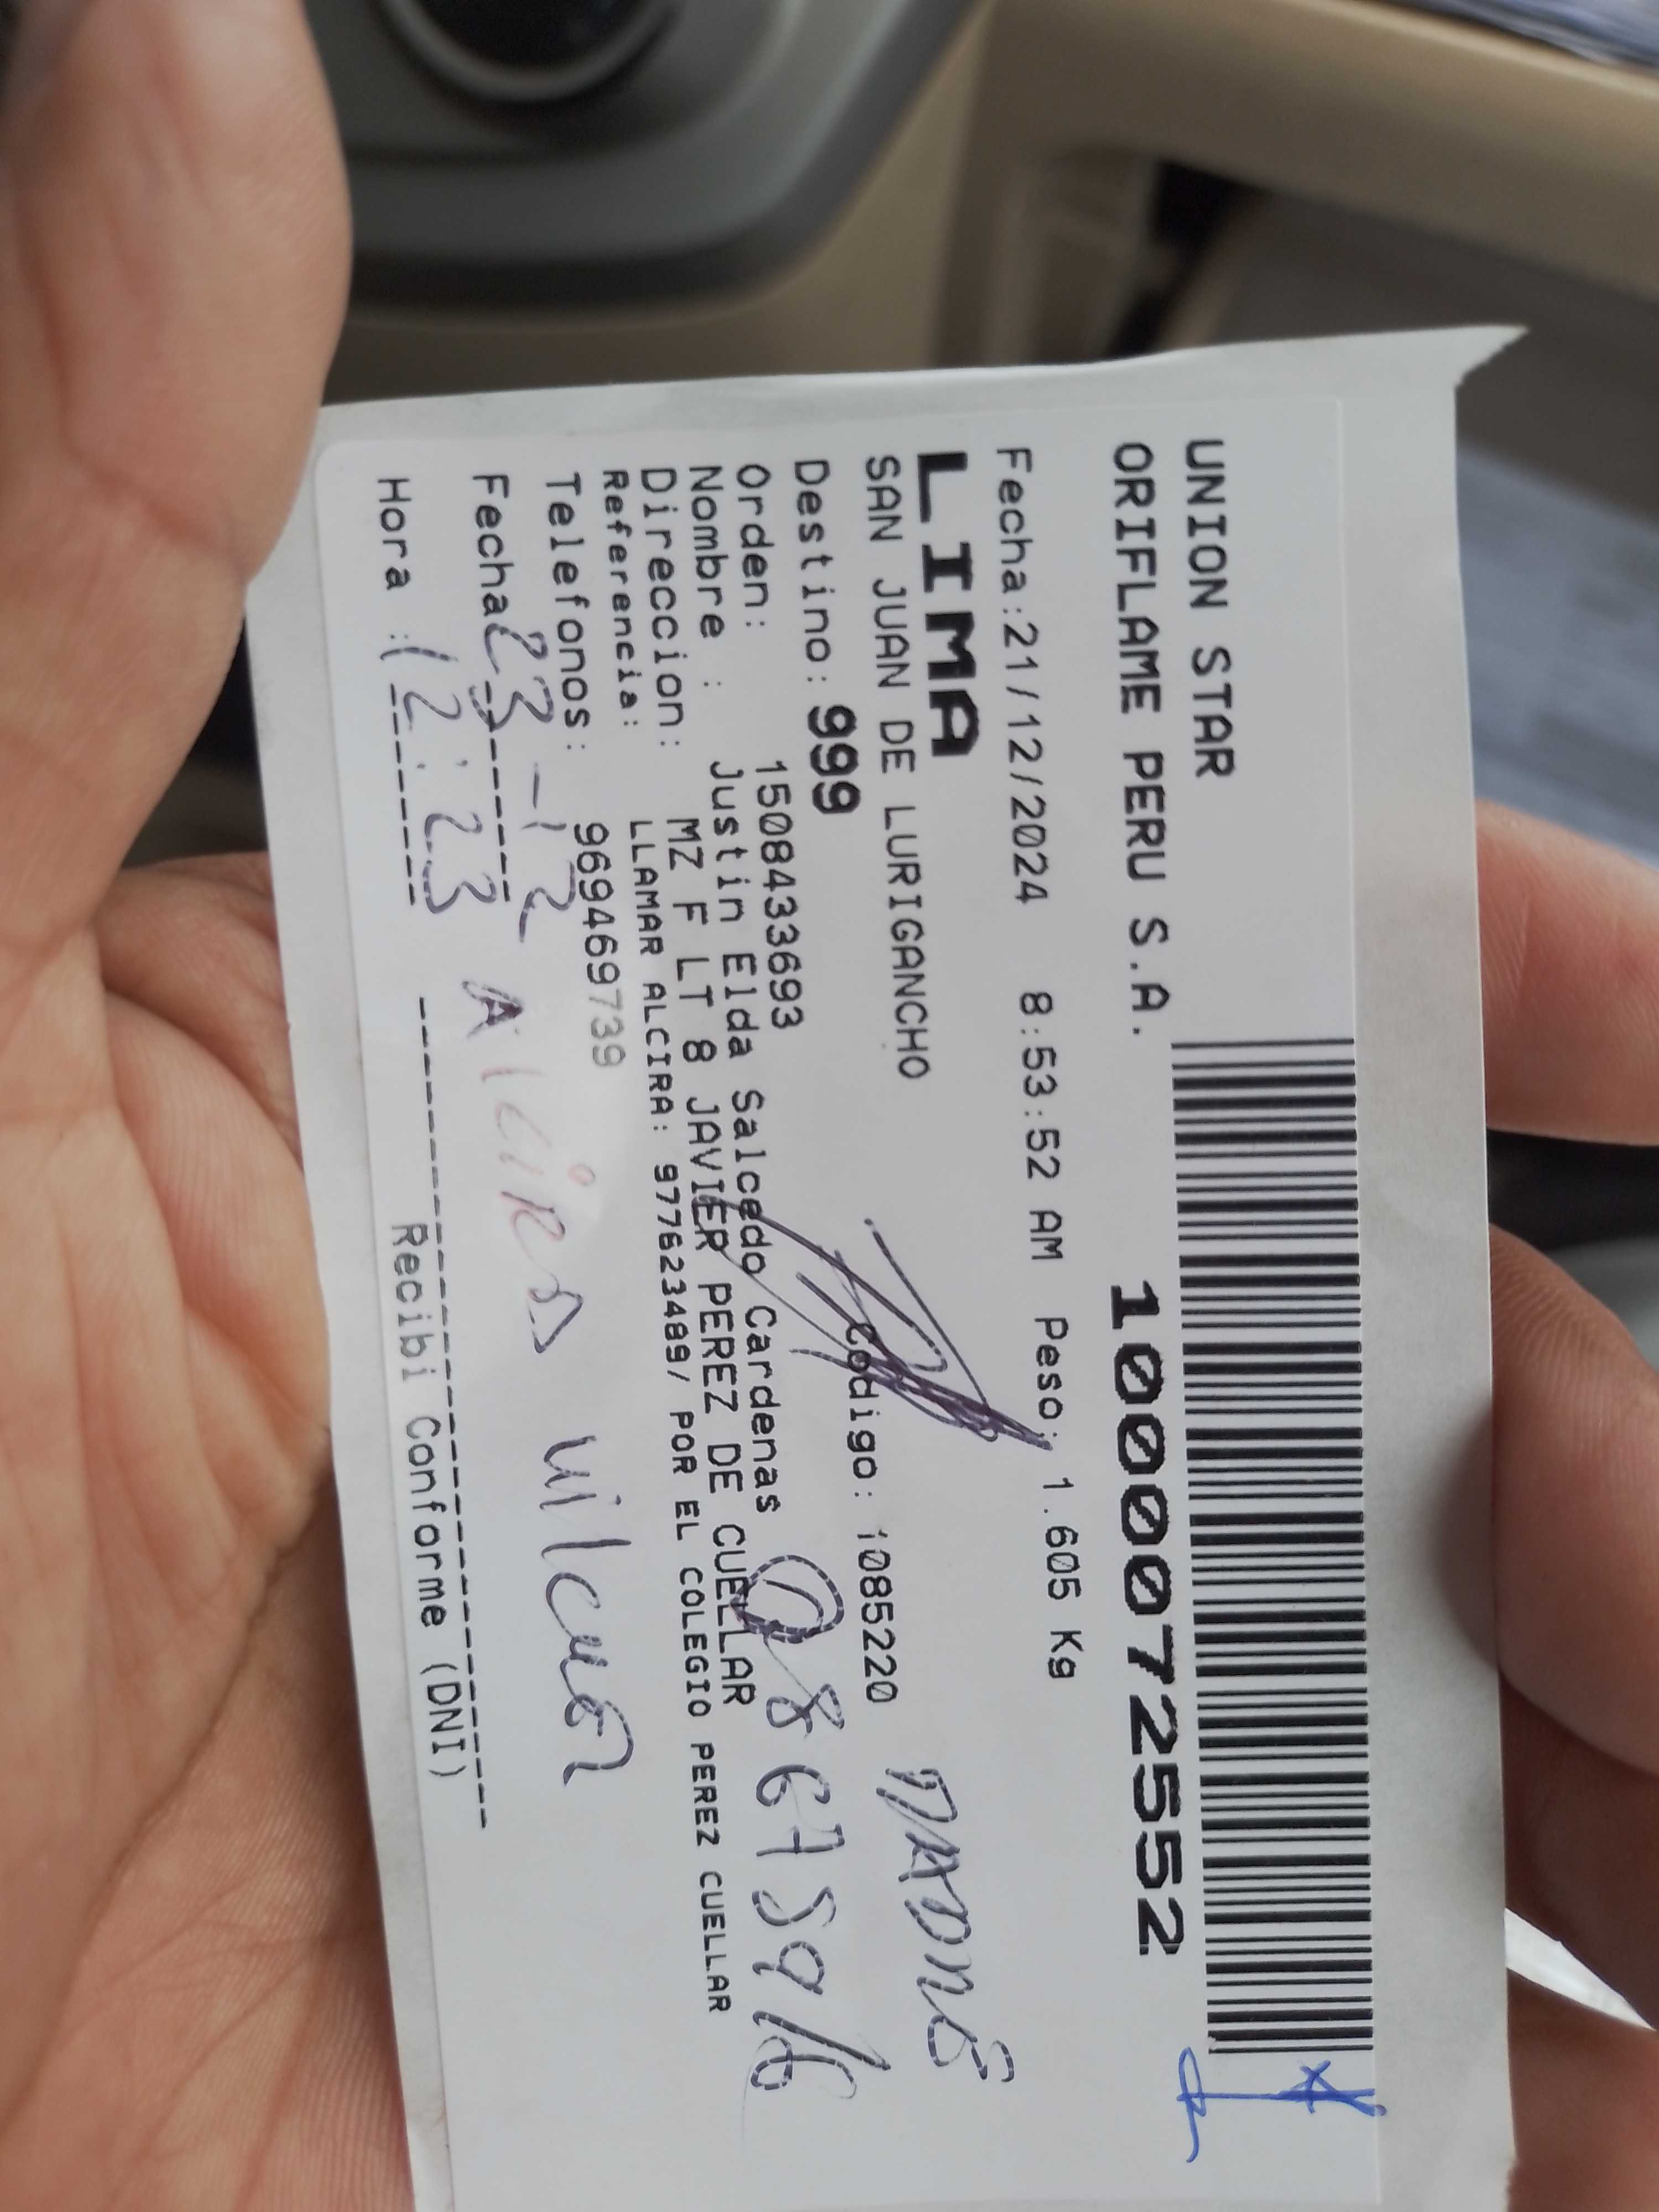 UNION STAR
ORIFLAME PERU S.A.
1000072552
Fecha:21/12/2024 8:53:52 AM Peso: 1.605 Kg
LIMA
SAN JUAN DE LURIGANCHO
MADRE
Destino: 999 Codigo: 1085220
Orden: 1508433693
Nombre : Justin Elda Salcedo Cardenas
08675916
Direccion: MZ F LT 8 JAVIER PEREZ DE CUELLAR
Referencia: LLAMAR ALCIRA: 977623489/ POR EL COLEGIO PEREZ CUELLAR
Telefonos: 969469739
Fecha 23-12 Alcira
Hora : 12:23
Recibi Conforme (DNI)